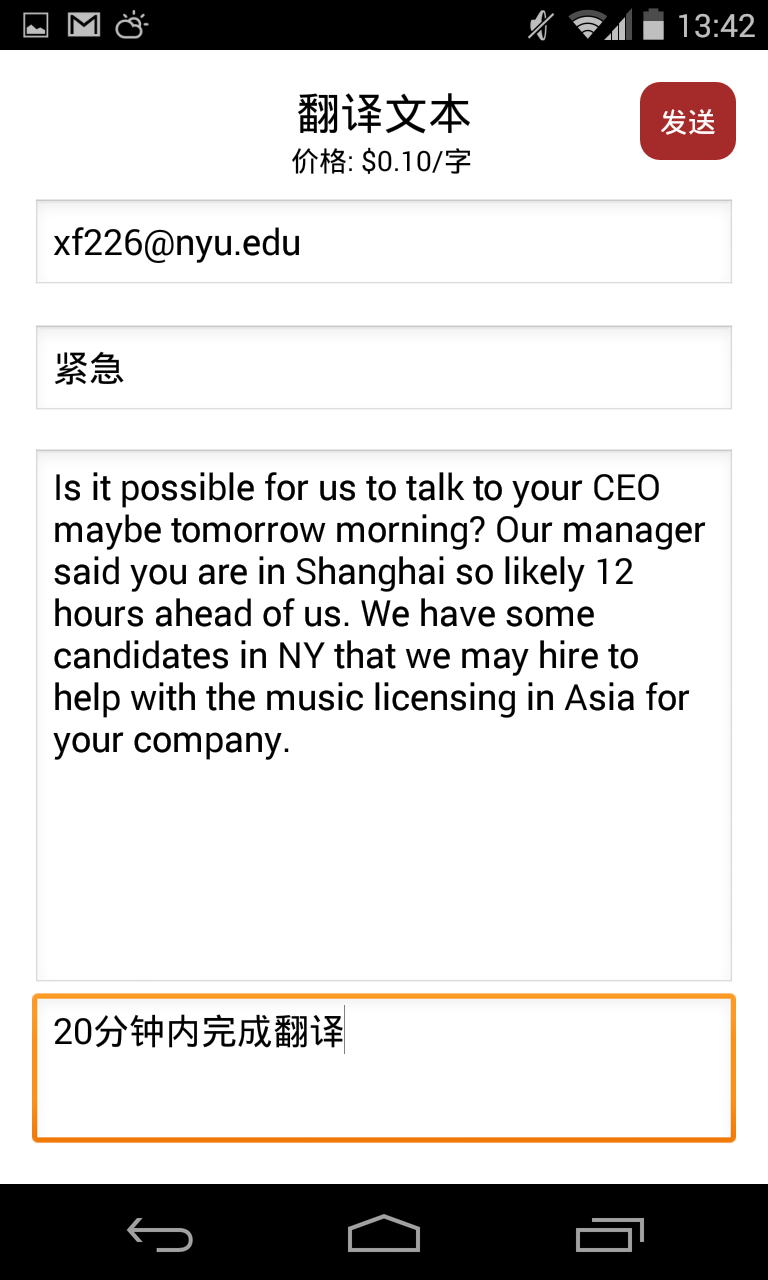 13:42
翻译文本
发送
价格: $0.10/字
xf226@nyu.edu
紧急
Is it possible for us to talk to your CEO
maybe tomorrow morning? Our manager
said you are in Shanghai so likely 12
hours ahead of us. We have some
candidates in NY that we may hire to
help with the music licensing in Asia for
your company.
20分钟内完成翻译